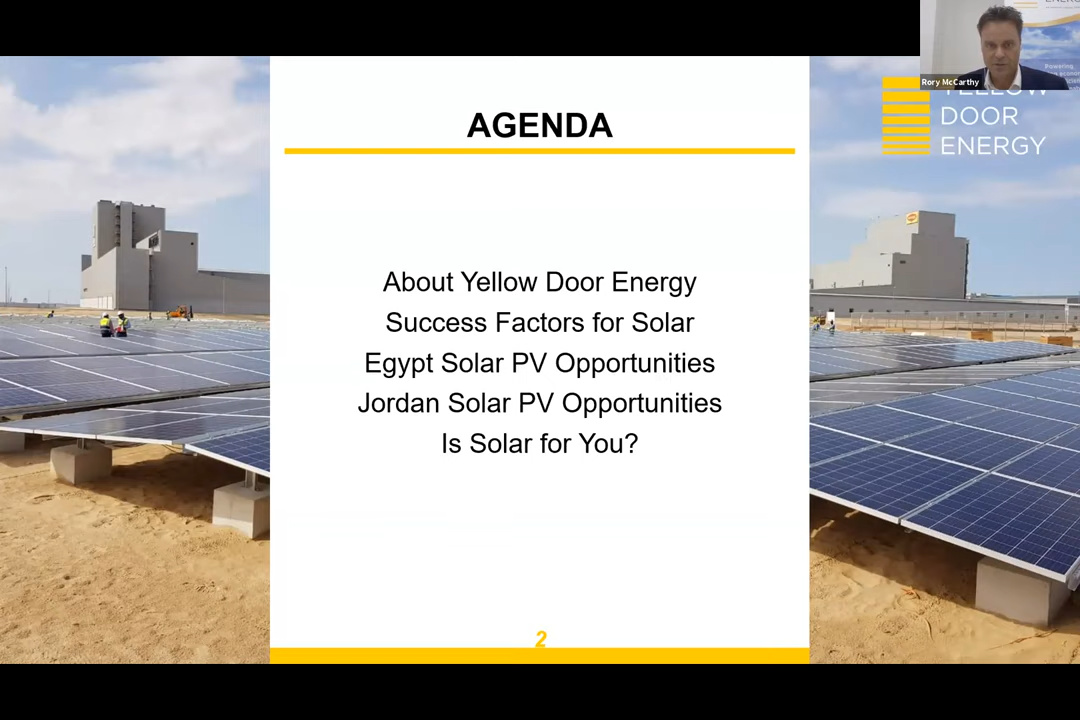 AGENDA
About Yellow Door Energy
Success Factors for Solar
Egypt Solar PV Opportunities
Jordan Solar PV Opportunities
Is Solar for You?
2
Rory McCarthy
YELLOW
DOOR
ENERGY
Powering